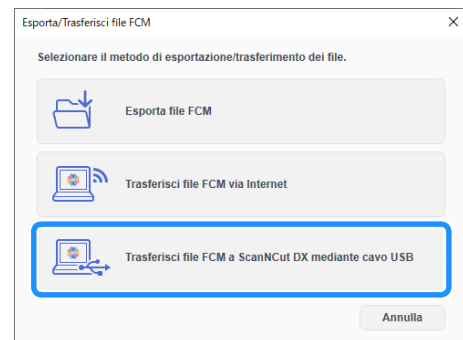 Esporta/Trasferisci file FCM
Selezionare il metodo di esportazione/trasferimento dei file.
Esporta file FCM
Trasferisci file FCM via Internet
Trasferisci file FCM a ScanNCut DX mediante cavo USB
Annulla